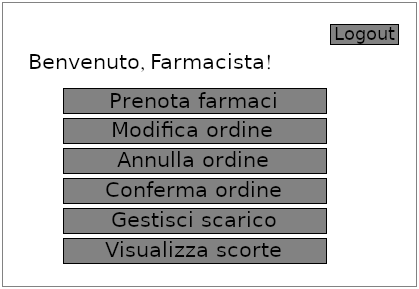 Logout
Benvenuto, Farmacista!
Prenota farmaci
Modifica ordine
Annulla ordine
Conferma ordine
Gestisci scarico
Visualizza scorte